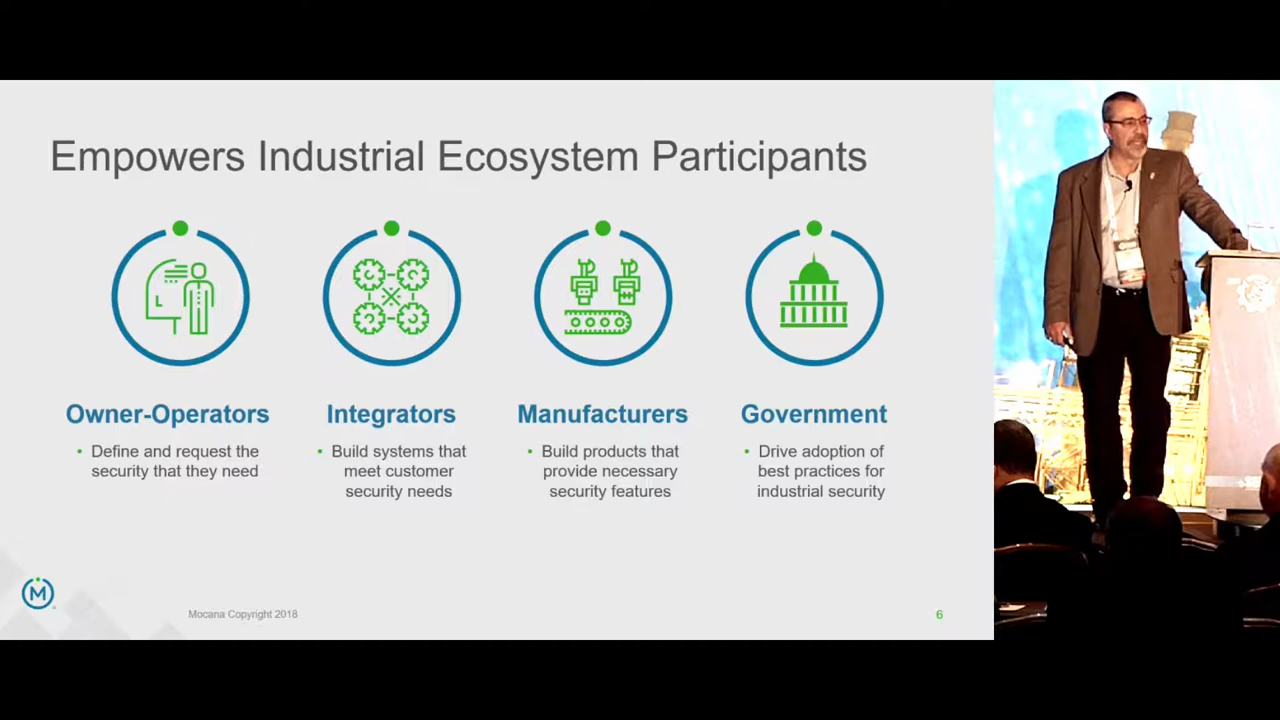 Empowers Industrial Ecosystem Participants
Owner-Operators
• Define and request the
security that they need
Integrators
• Build systems that
meet customer
security needs
Manufacturers
• Build products that
provide necessary
security features
Government
• Drive adoption of
best practices for
industrial security
M
Mocana Copyright 2018
6